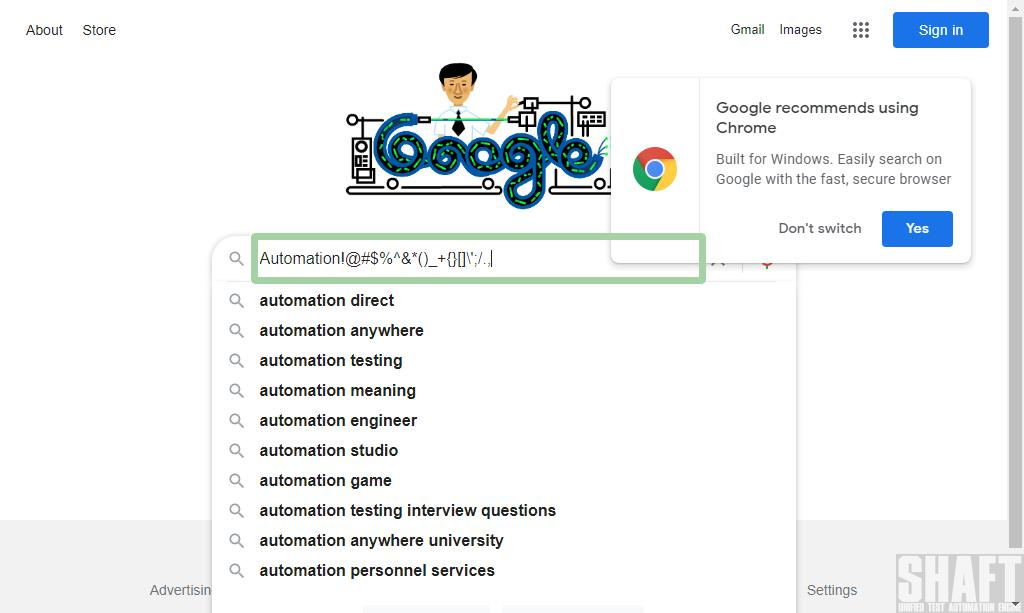 About Store
Gmail Images Sign in
Google
Google recommends using
Chrome
Built for Windows. Easily search on
Google with the fast, secure browser
Don't switch Yes
Automation!@#$%^&*()_+{}[]\';/.,
automation direct
automation anywhere
automation testing
automation meaning
automation engineer
automation studio
automation game
automation testing interview questions
automation anywhere university
automation personnel services
Advertisin
Settings
SHAFT
UNIFIED TEST AUTOMATION ENGINE